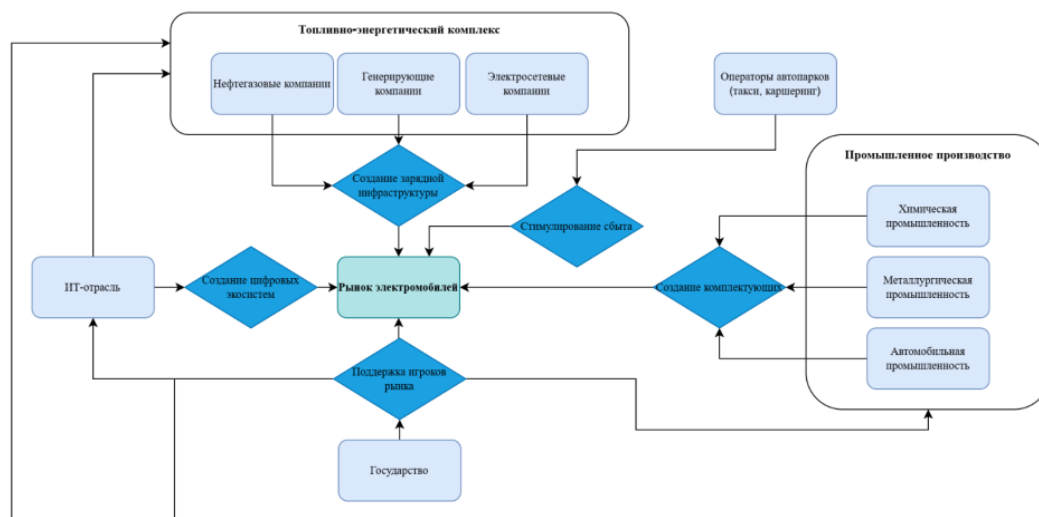 Топливно-энергетический комплекс
Нефтегазовые компании
Генерирующие
компании
Электросетевые
компании
Операторы автопарков
(такси, каршеринг)
Создание зарядной
инфраструктуры
Стимулирование сбыта
Промышленное производство
Химическая
промышленность
Металлургическая
промышленность
Автомобильная
промышленность
Создание комплектующих
ИТ-отрасль
Создание цифровых
экосистем
Рынок электромобилей
Поддержка игроков
рынка
Государство